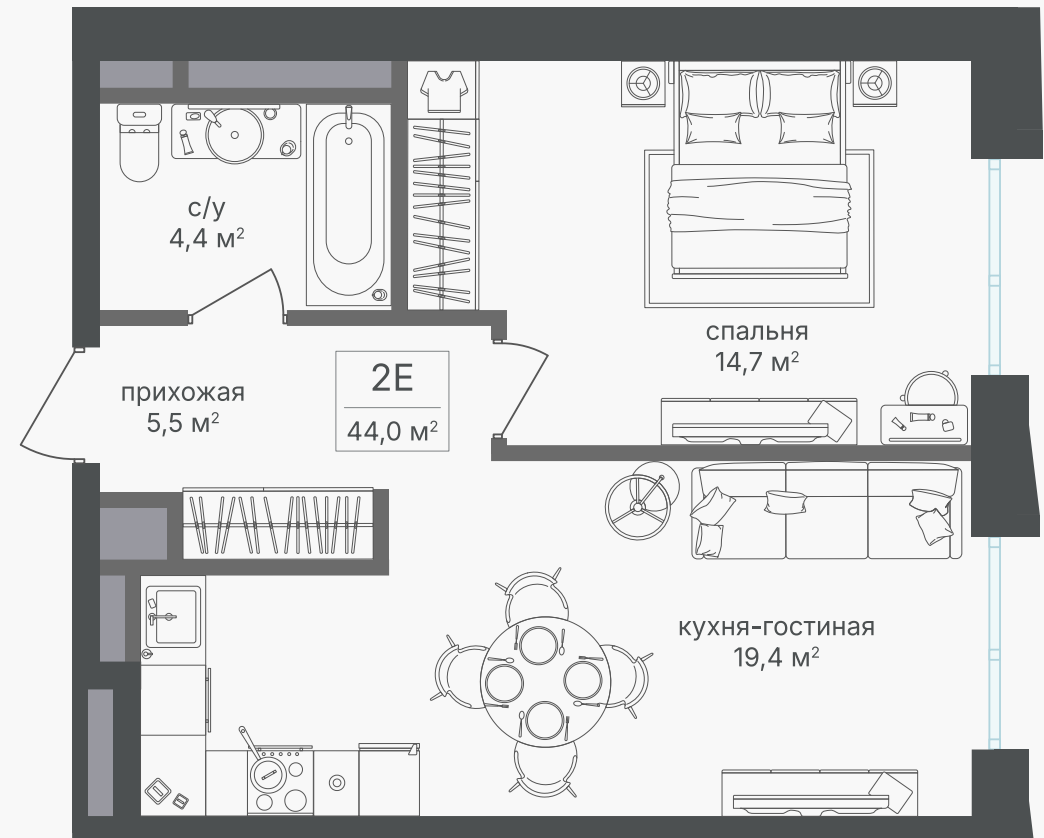 с/у
4,4 м²
спальня
14,7 м²
прихожая
5,5 м²
2Е
44,0 м²
кухня-гостиная
19,4 м²